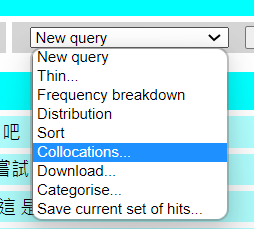 New query
New query
Thin...
Frequency breakdown
Distribution
吧 Sort
嘗試 Collocations...
Download...
Categorise...
這 是 Save current set of hits...